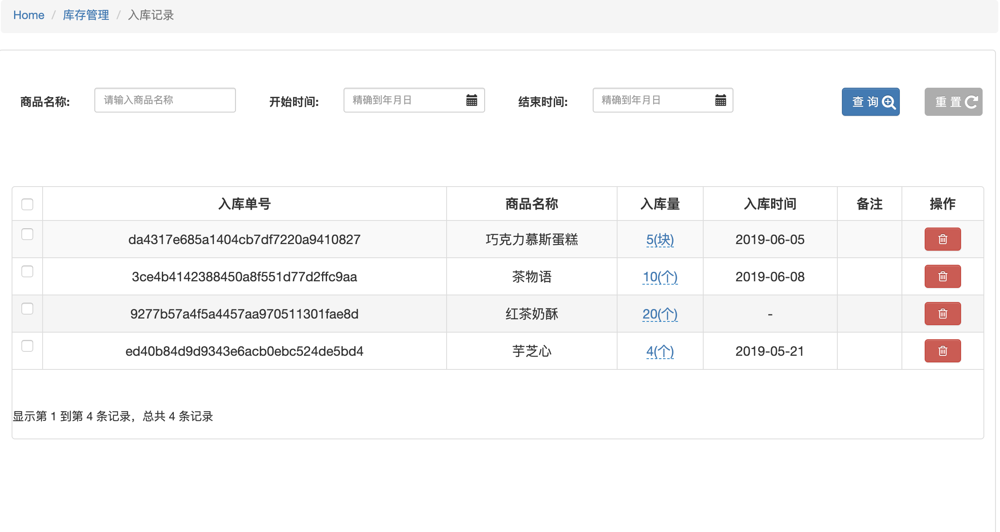 Home / 库存管理 / 入库记录
商品名称: 请输入商品名称 开始时间: 精确到年月日 结束时间: 精确到年月日 查 询 重 置
入库单号 商品名称 入库量 入库时间 备注 操作
da4317e685a1404cb7df7220a9410827 巧克力慕斯蛋糕 5(块) 2019-06-05
3ce4b4142388450a8f551d77d2ffc9aa 茶物语 10(个) 2019-06-08
9277b57a4f5a4457aa970511301fae8d 红茶奶酥 20(个) -
ed40b84d9d9343e6acb0ebc524de5bd4 芋芝心 4(个) 2019-05-21
显示第 1 到第 4 条记录，总共 4 条记录